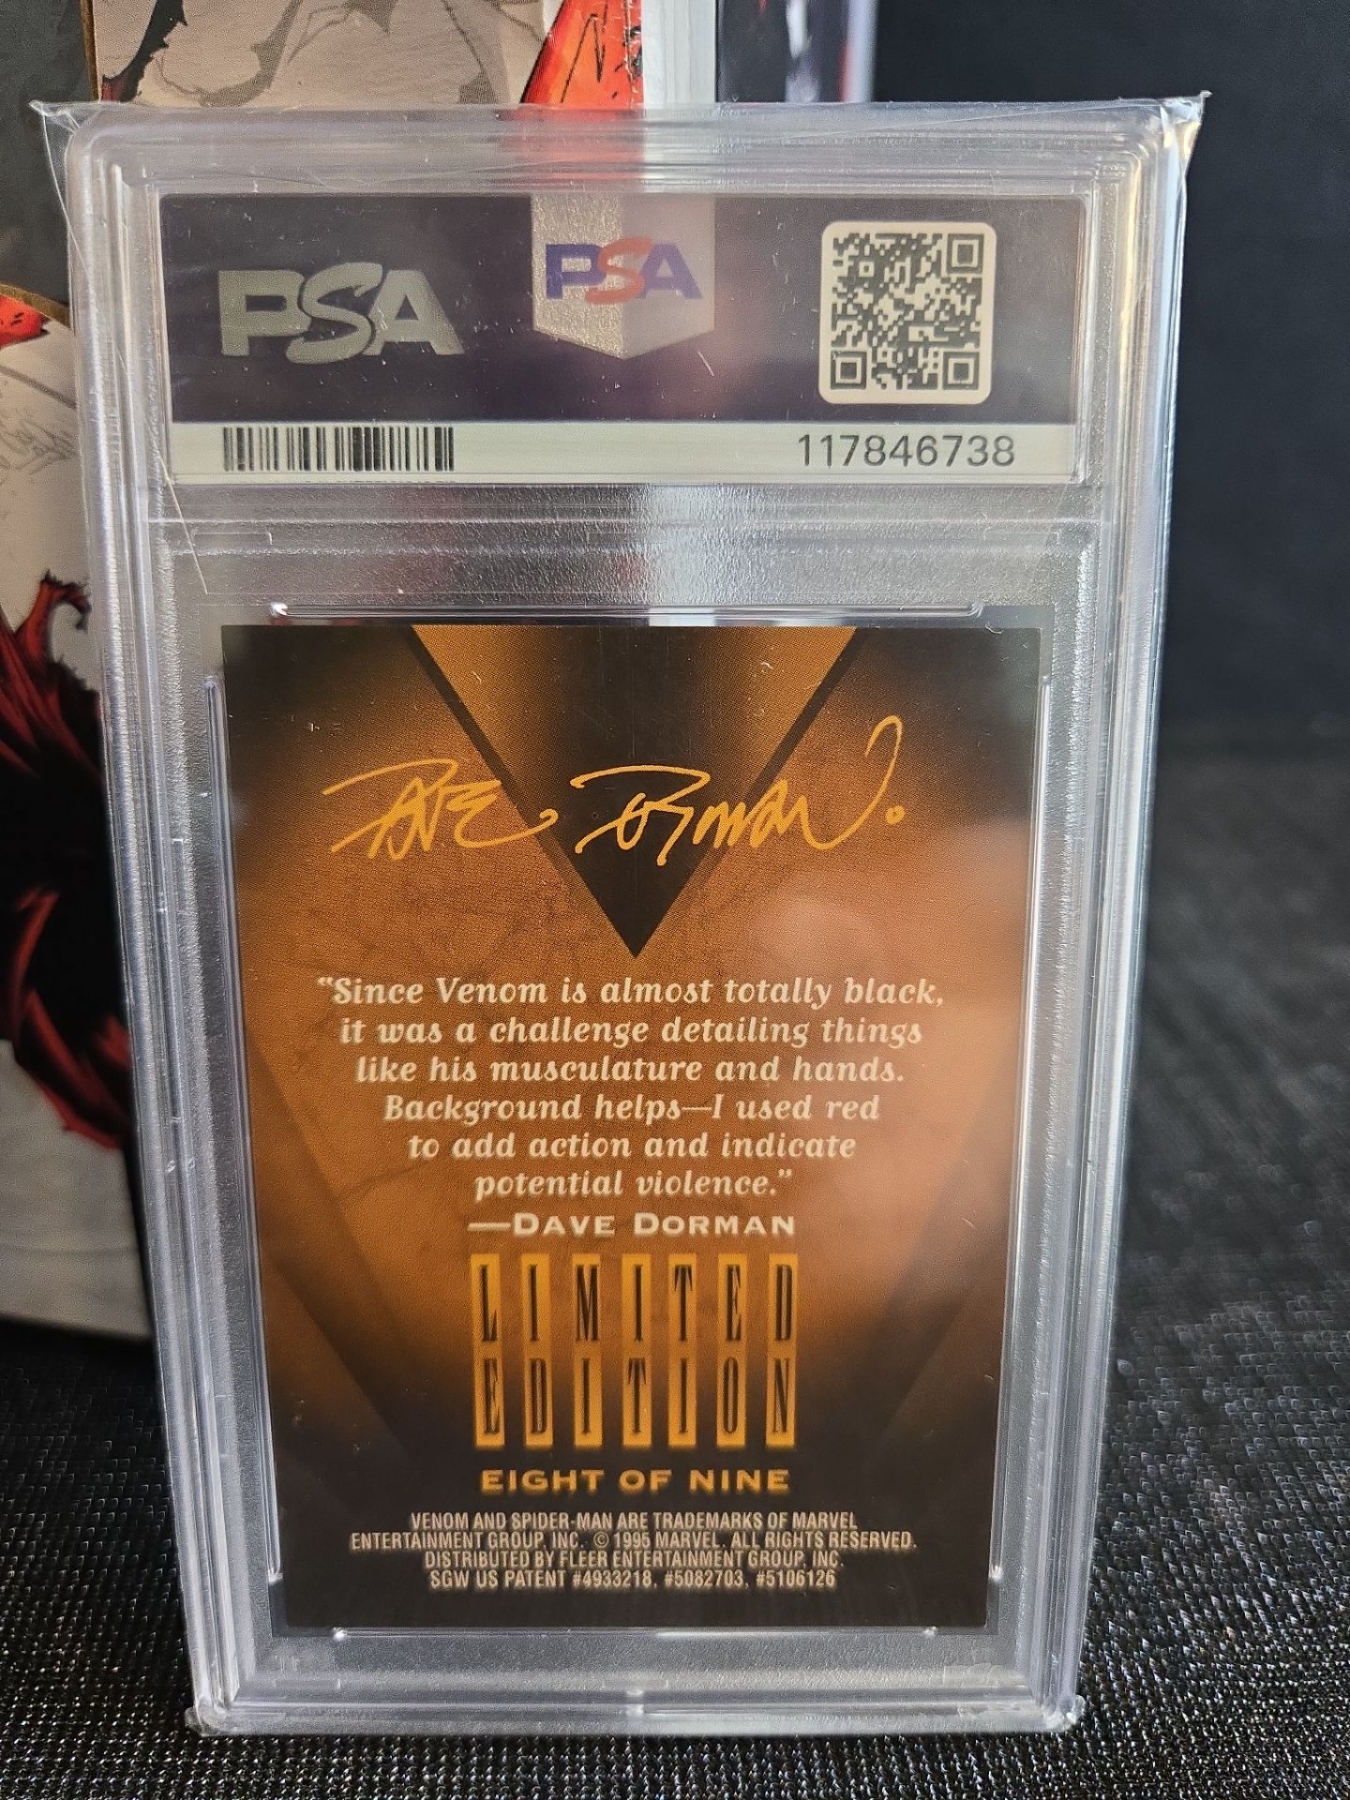 PSA
PSA
117846738
Dave Dorman.
“Since Venom is almost totally black,
it was a challenge detailing things
like his musculature and hands.
Background helps—I used red
to add action and indicate
potential violence.”
—DAVE DORMAN
LIMITED
EDITION
EIGHT OF NINE
VENOM AND SPIDER-MAN ARE TRADEMARKS OF MARVEL
ENTERTAINMENT GROUP, INC. © 1995 MARVEL. ALL RIGHTS RESERVED.
DISTRIBUTED BY FLEER ENTERTAINMENT GROUP, INC.
SGW US PATENT #4933218, #5082703, #5106126